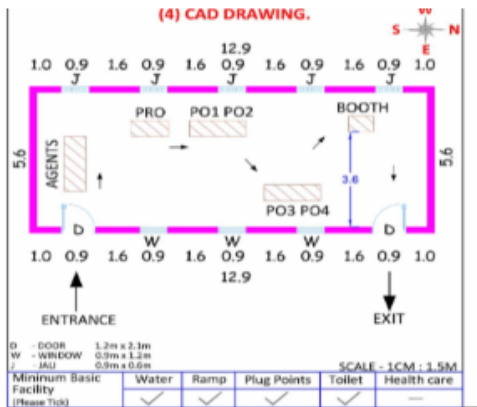 (4) CAD DRAWING.
W
S N
E
12.9
1.0 0.9 1.6 0.9 1.6 0.9 1.6 0.9 1.6 0.9 1.0
J J J J J
PRO PO1 PO2 BOOTH
AGENTS
5.6 5.6
3.6
PO3 PO4
D W W W D
1.0 0.9 1.6 0.9 1.6 0.9 1.6 0.9 1.6 0.9 1.0
12.9
ENTRANCE EXIT
D - DOOR 1.2m x 2.1m
W - WINDOW 0.9m x 1.2m
J - JALI 0.9m x 0.6m
SCALE - 1CM : 1.5M
Mininum Basic Facility (Please Tick) Water Ramp Plug Points Toilet Health care
✓ ✓ ✓ ✓ —